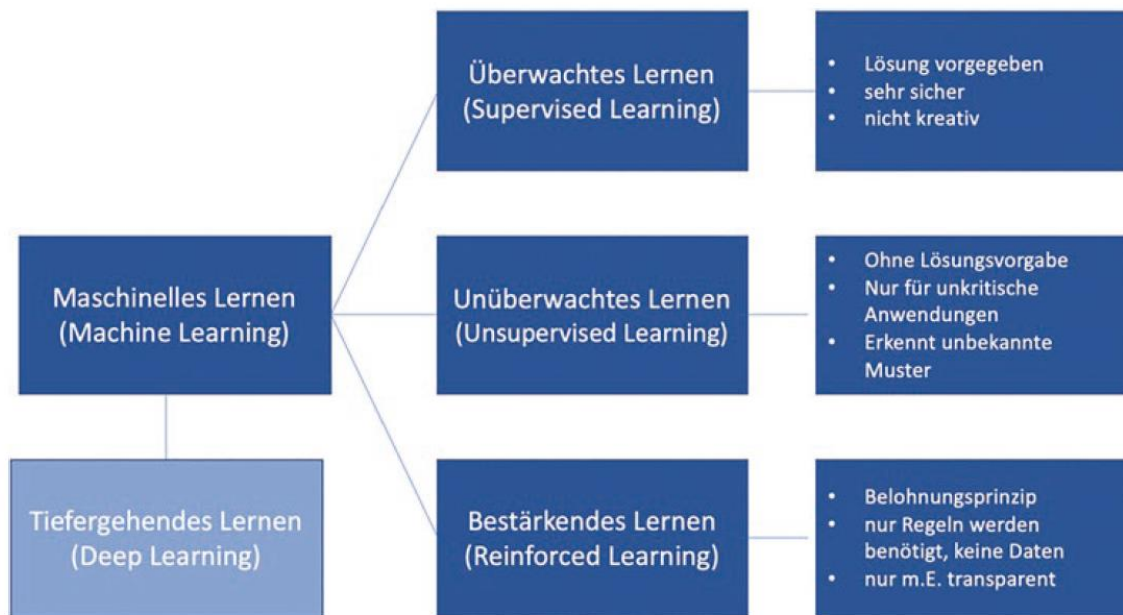 Überwachtes Lernen
(Supervised Learning)
• Lösung vorgegeben
• sehr sicher
• nicht kreativ
Maschinelles Lernen
(Machine Learning)
Unüberwachtes Lernen
(Unsupervised Learning)
• Ohne Lösungsvorgabe
• Nur für unkritische
Anwendungen
• Erkennt unbekannte
Muster
Tiefergehendes Lernen
(Deep Learning)
Bestärkendes Lernen
(Reinforced Learning)
• Belohnungsprinzip
• nur Regeln werden
benötigt, keine Daten
• nur m.E. transparent